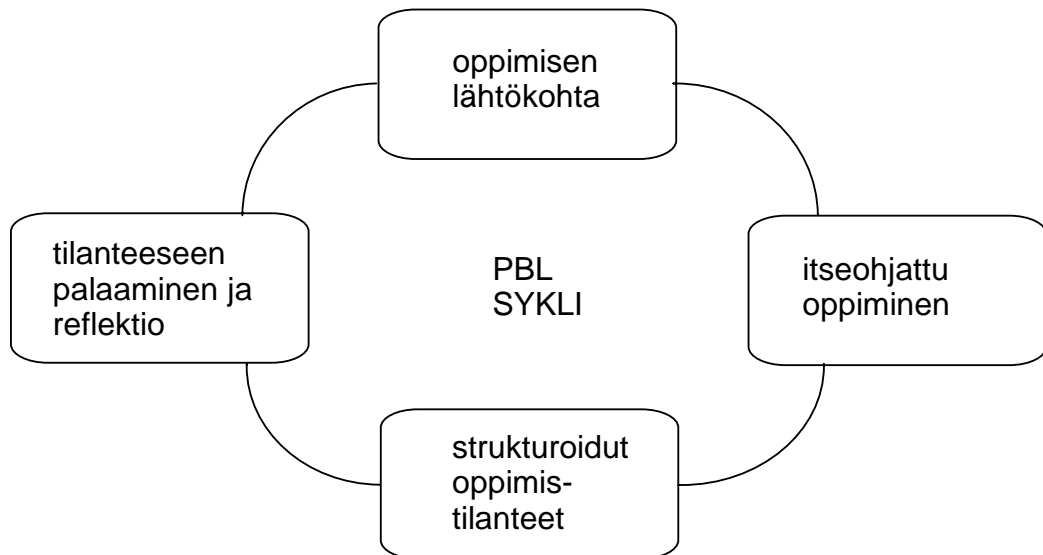 oppimisen
lähtökohta
tilanteeseen
palaaminen ja
reflektio
PBL
SYKLI
itseohjattu
oppiminen
strukturoidut
oppimis-
tilanteet